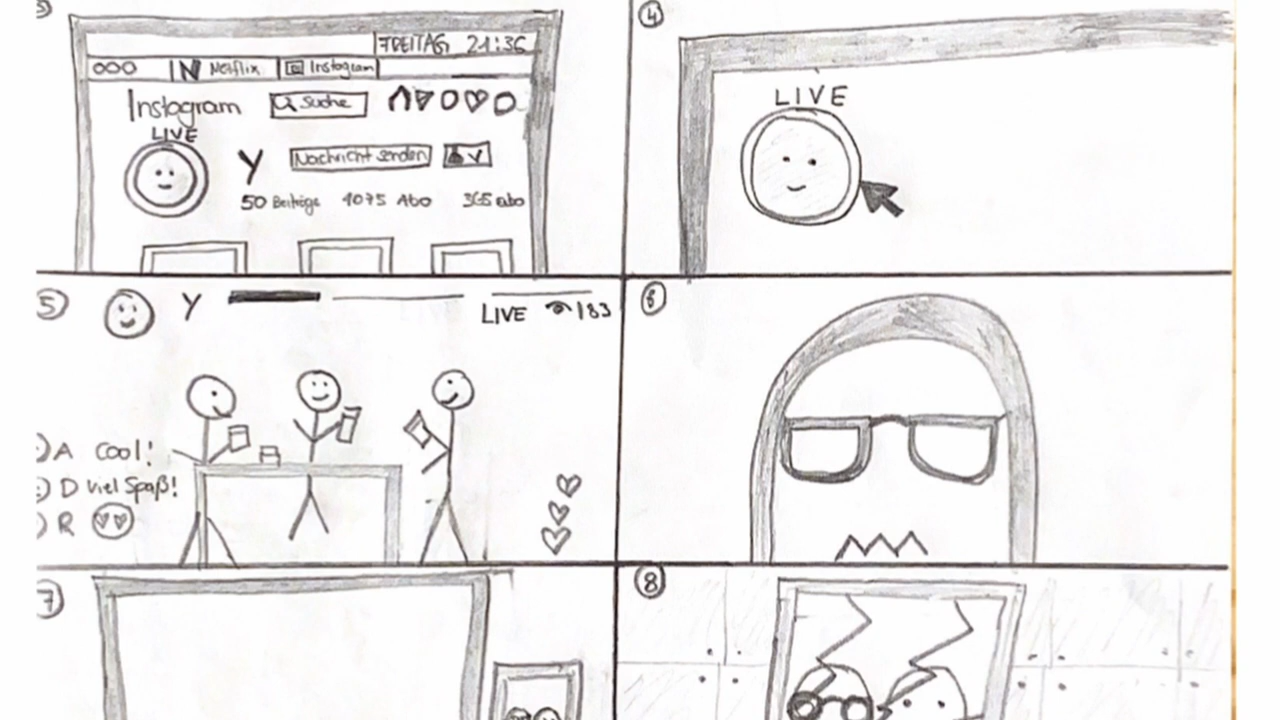 3
FREITAG 21:36
N Netflix Instagram
Instagram Suche
LIVE
Y Nachricht senden
50 Beiträge 1075 Abo 365 abo
4
LIVE
5
Y LIVE 183
A Cool!
D viel Spaß!
R
6
7
8